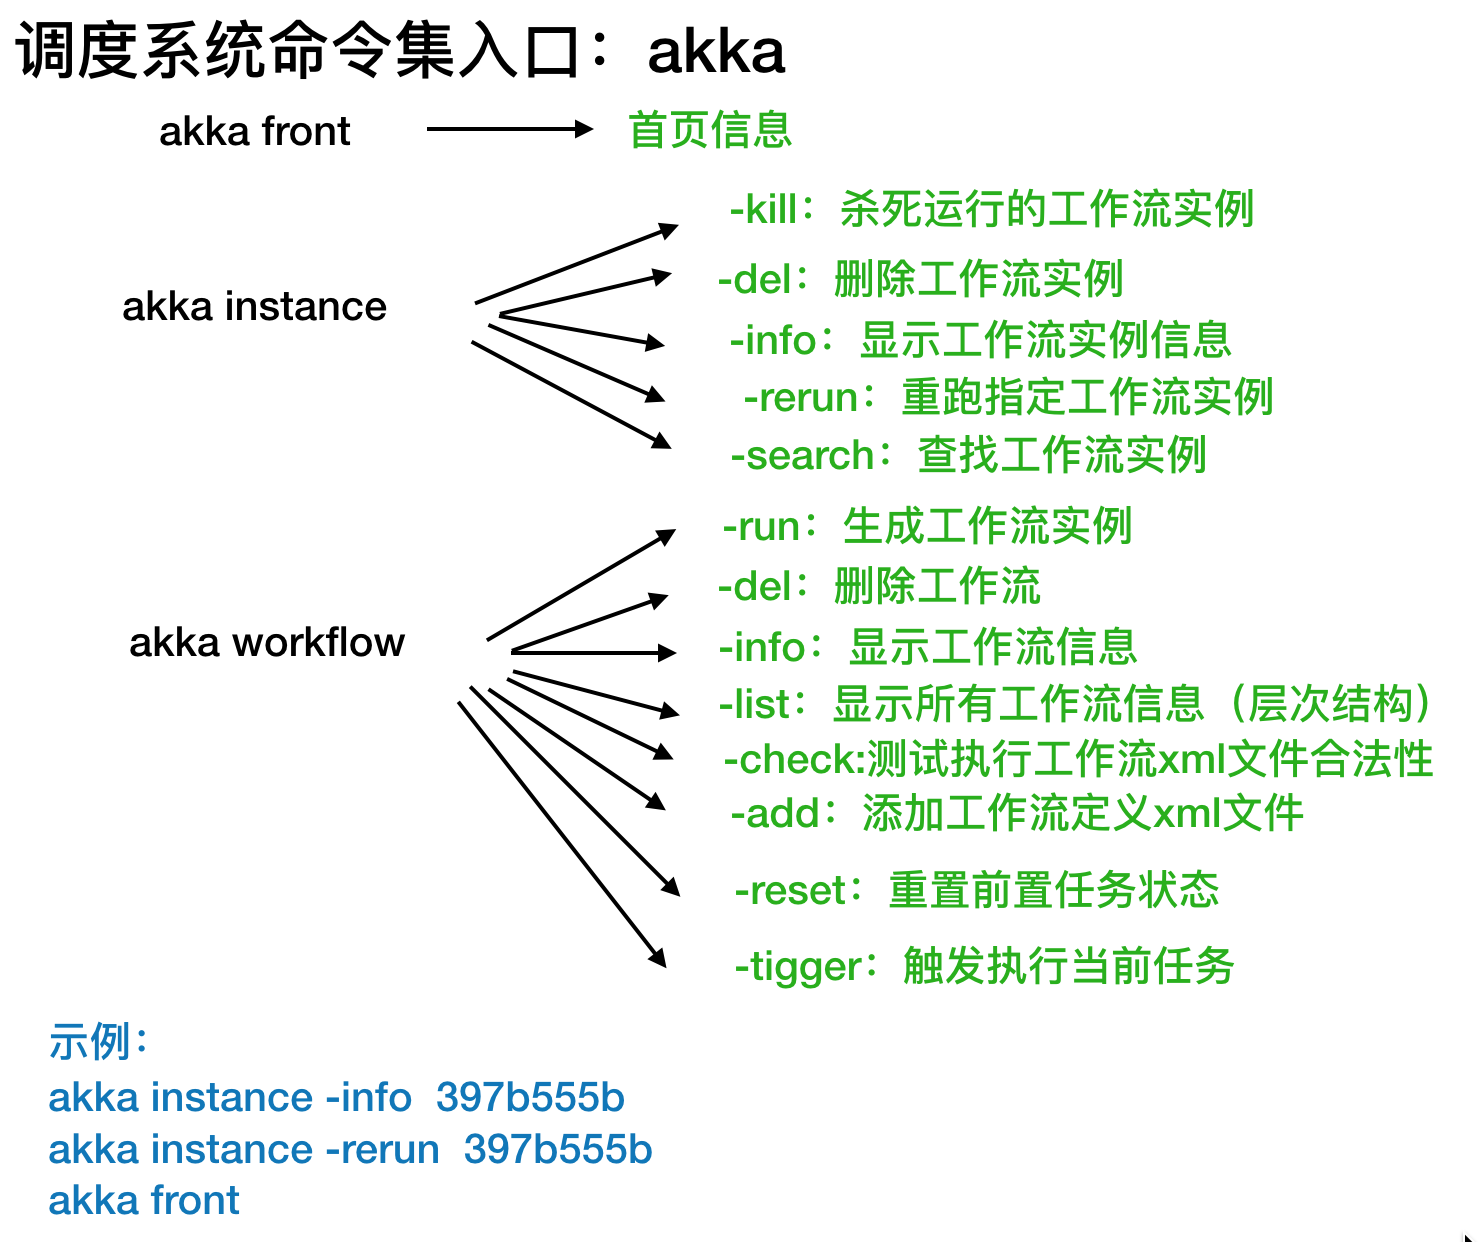 调度系统命令集入口：akka
akka front
首页信息
akka instance
-kill：杀死运行的工作流实例
-del：删除工作流实例
-info：显示工作流实例信息
-rerun：重跑指定工作流实例
-search：查找工作流实例
akka workflow
-run：生成工作流实例
-del：删除工作流
-info：显示工作流信息
-list：显示所有工作流信息（层次结构）
-check:测试执行工作流xml文件合法性
-add：添加工作流定义xml文件
-reset：重置前置任务状态
-tigger：触发执行当前任务
示例：
akka instance -info  397b555b
akka instance -rerun  397b555b
akka front